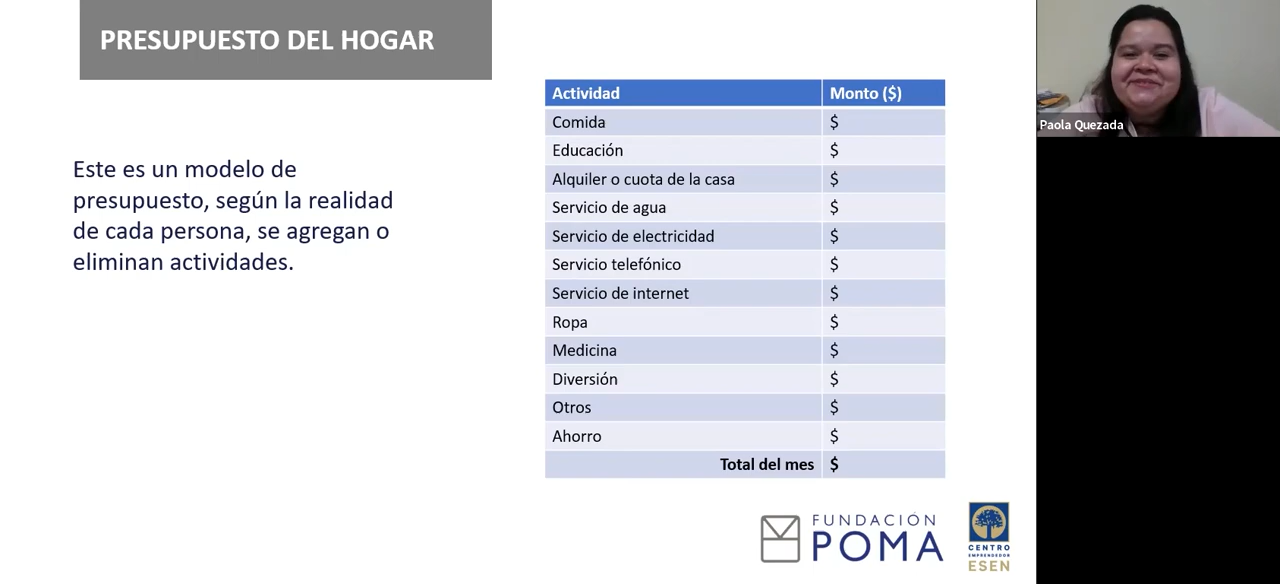 PRESUPUESTO DEL HOGAR
Este es un modelo de
presupuesto, según la realidad
de cada persona, se agregan o
eliminan actividades.
Actividad Monto ($)
Comida $
Educación $
Alquiler o cuota de la casa $
Servicio de agua $
Servicio de electricidad $
Servicio telefónico $
Servicio de internet $
Ropa $
Medicina $
Diversión $
Otros $
Ahorro $
Total del mes $
FUNDACIÓN
POMA
CENTRO
EMPRENDEDOR
ESEN
Paola Quezada